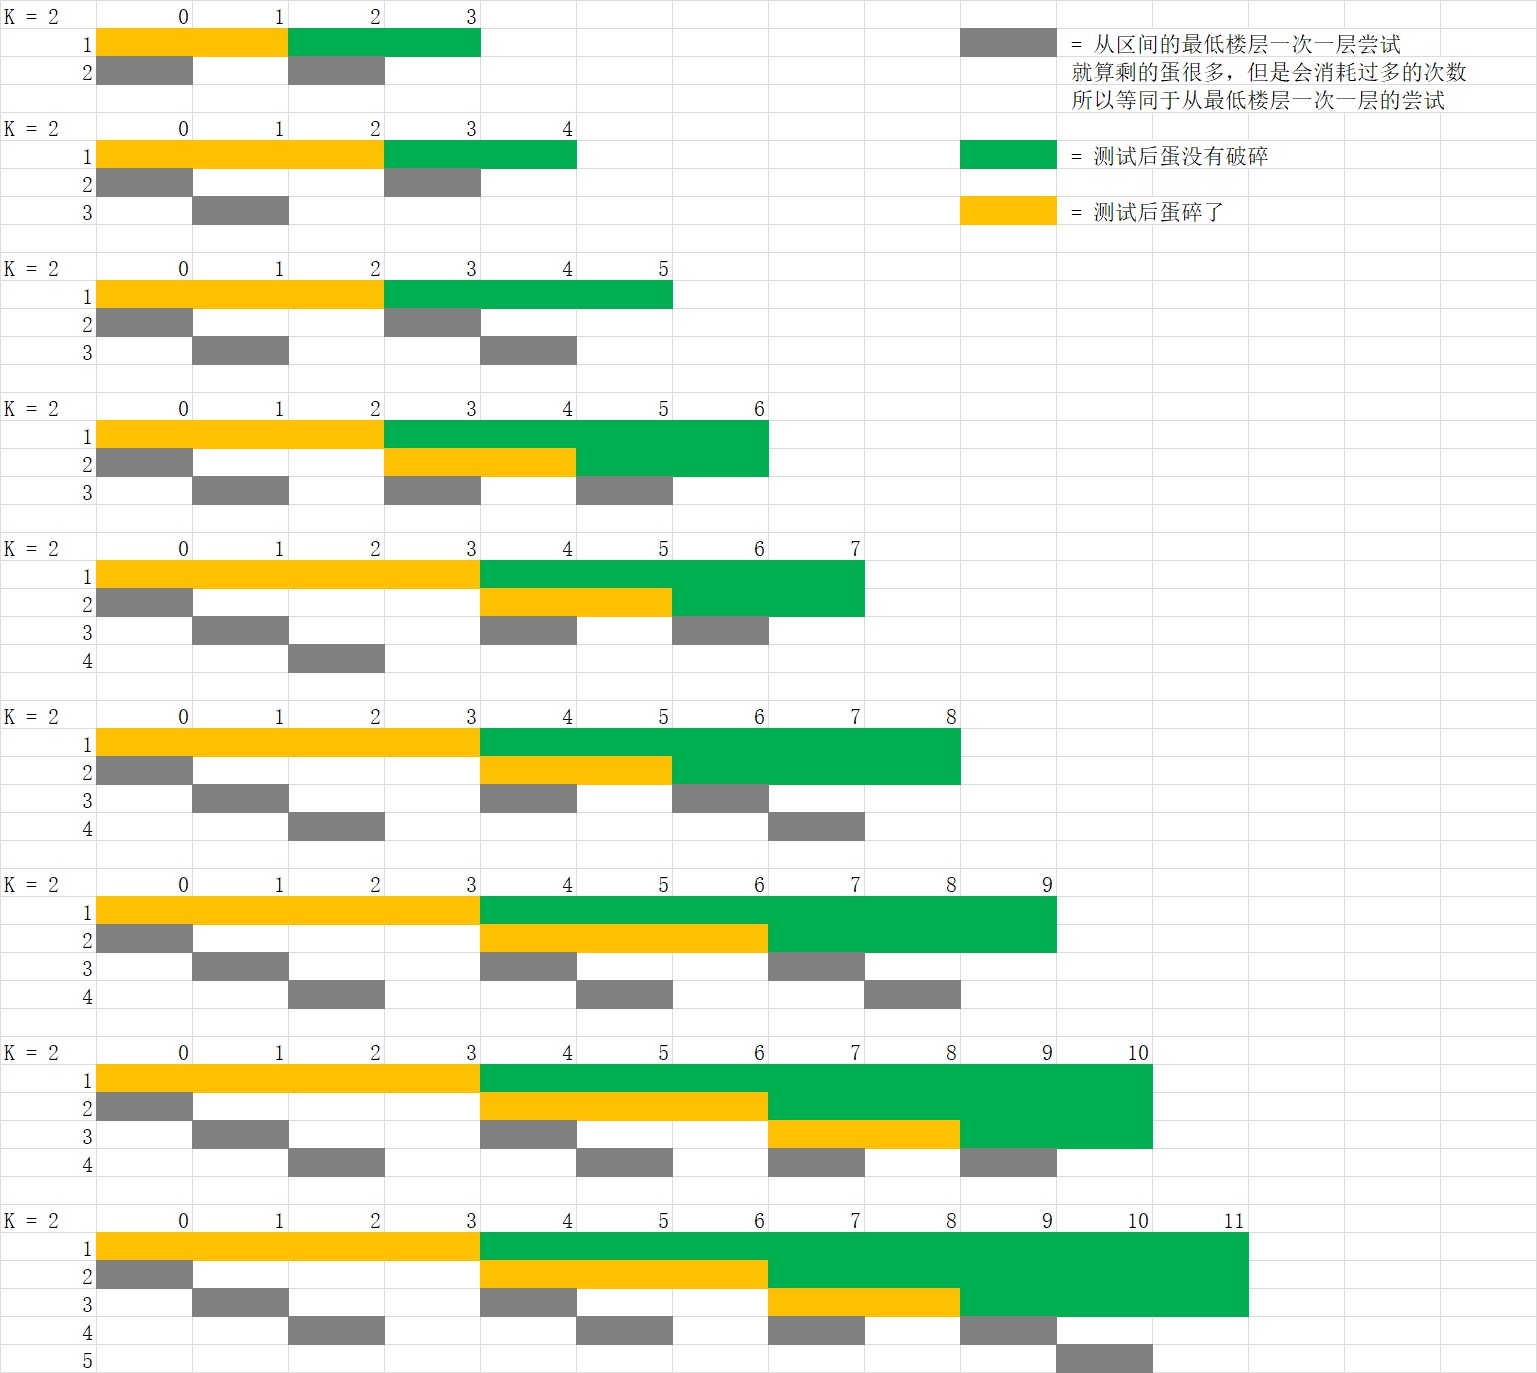 K = 2 0 1 2 3
1 = 从区间的最低楼层一次一层尝试
2 就算剩的蛋很多，但是会消耗过多的次数
所以等同于从最低楼层一次一层的尝试
K = 2 0 1 2 3 4
1 = 测试后蛋没有破碎
2
3 = 测试后蛋碎了
K = 2 0 1 2 3 4 5
1
2
3
K = 2 0 1 2 3 4 5 6
1
2
3
K = 2 0 1 2 3 4 5 6 7
1
2
3
4
K = 2 0 1 2 3 4 5 6 7 8
1
2
3
4
K = 2 0 1 2 3 4 5 6 7 8 9
1
2
3
4
K = 2 0 1 2 3 4 5 6 7 8 9 10
1
2
3
4
K = 2 0 1 2 3 4 5 6 7 8 9 10 11
1
2
3
4
5